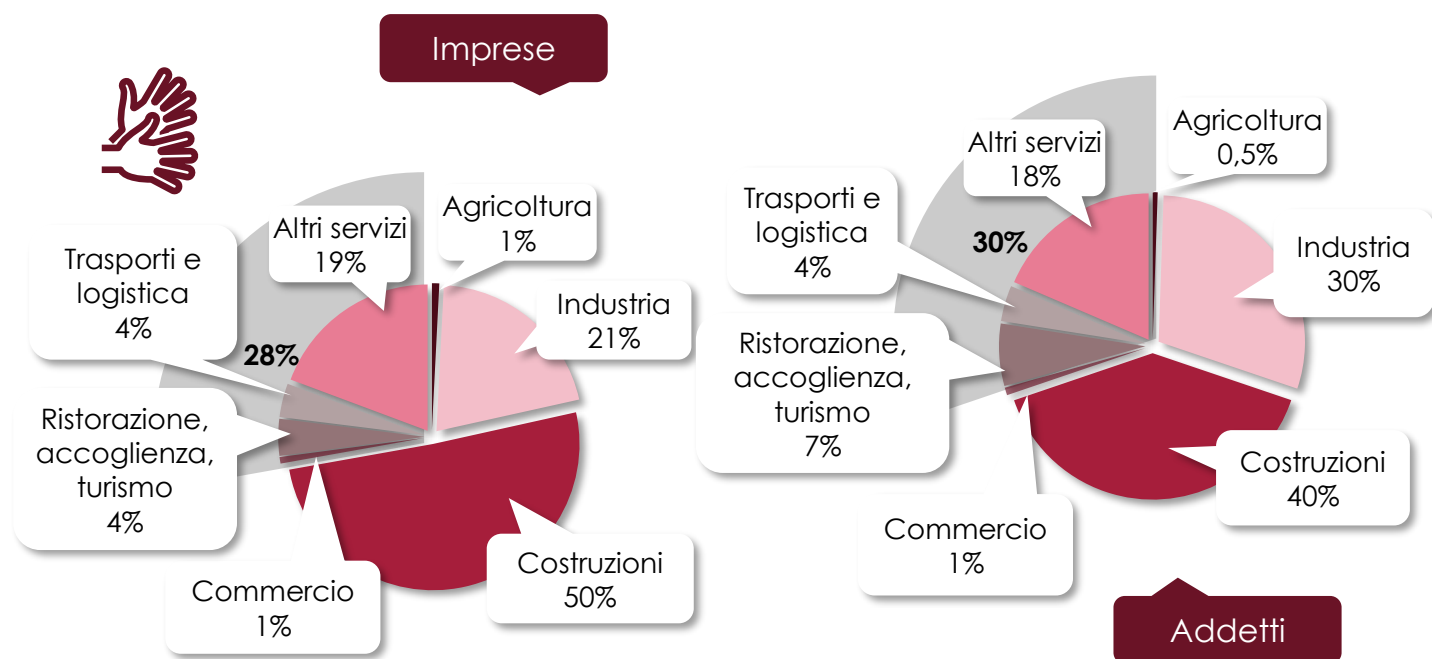 Imprese
Agricoltura
1%
Industria
21%
Costruzioni
50%
Commercio
1%
Ristorazione,
accoglienza,
turismo
4%
Trasporti e
logistica
4%
Altri servizi
19%
28%
Agricoltura
0,5%
Industria
30%
Costruzioni
40%
Commercio
1%
Ristorazione,
accoglienza,
turismo
7%
Trasporti e
logistica
4%
Altri servizi
18%
30%
Addetti